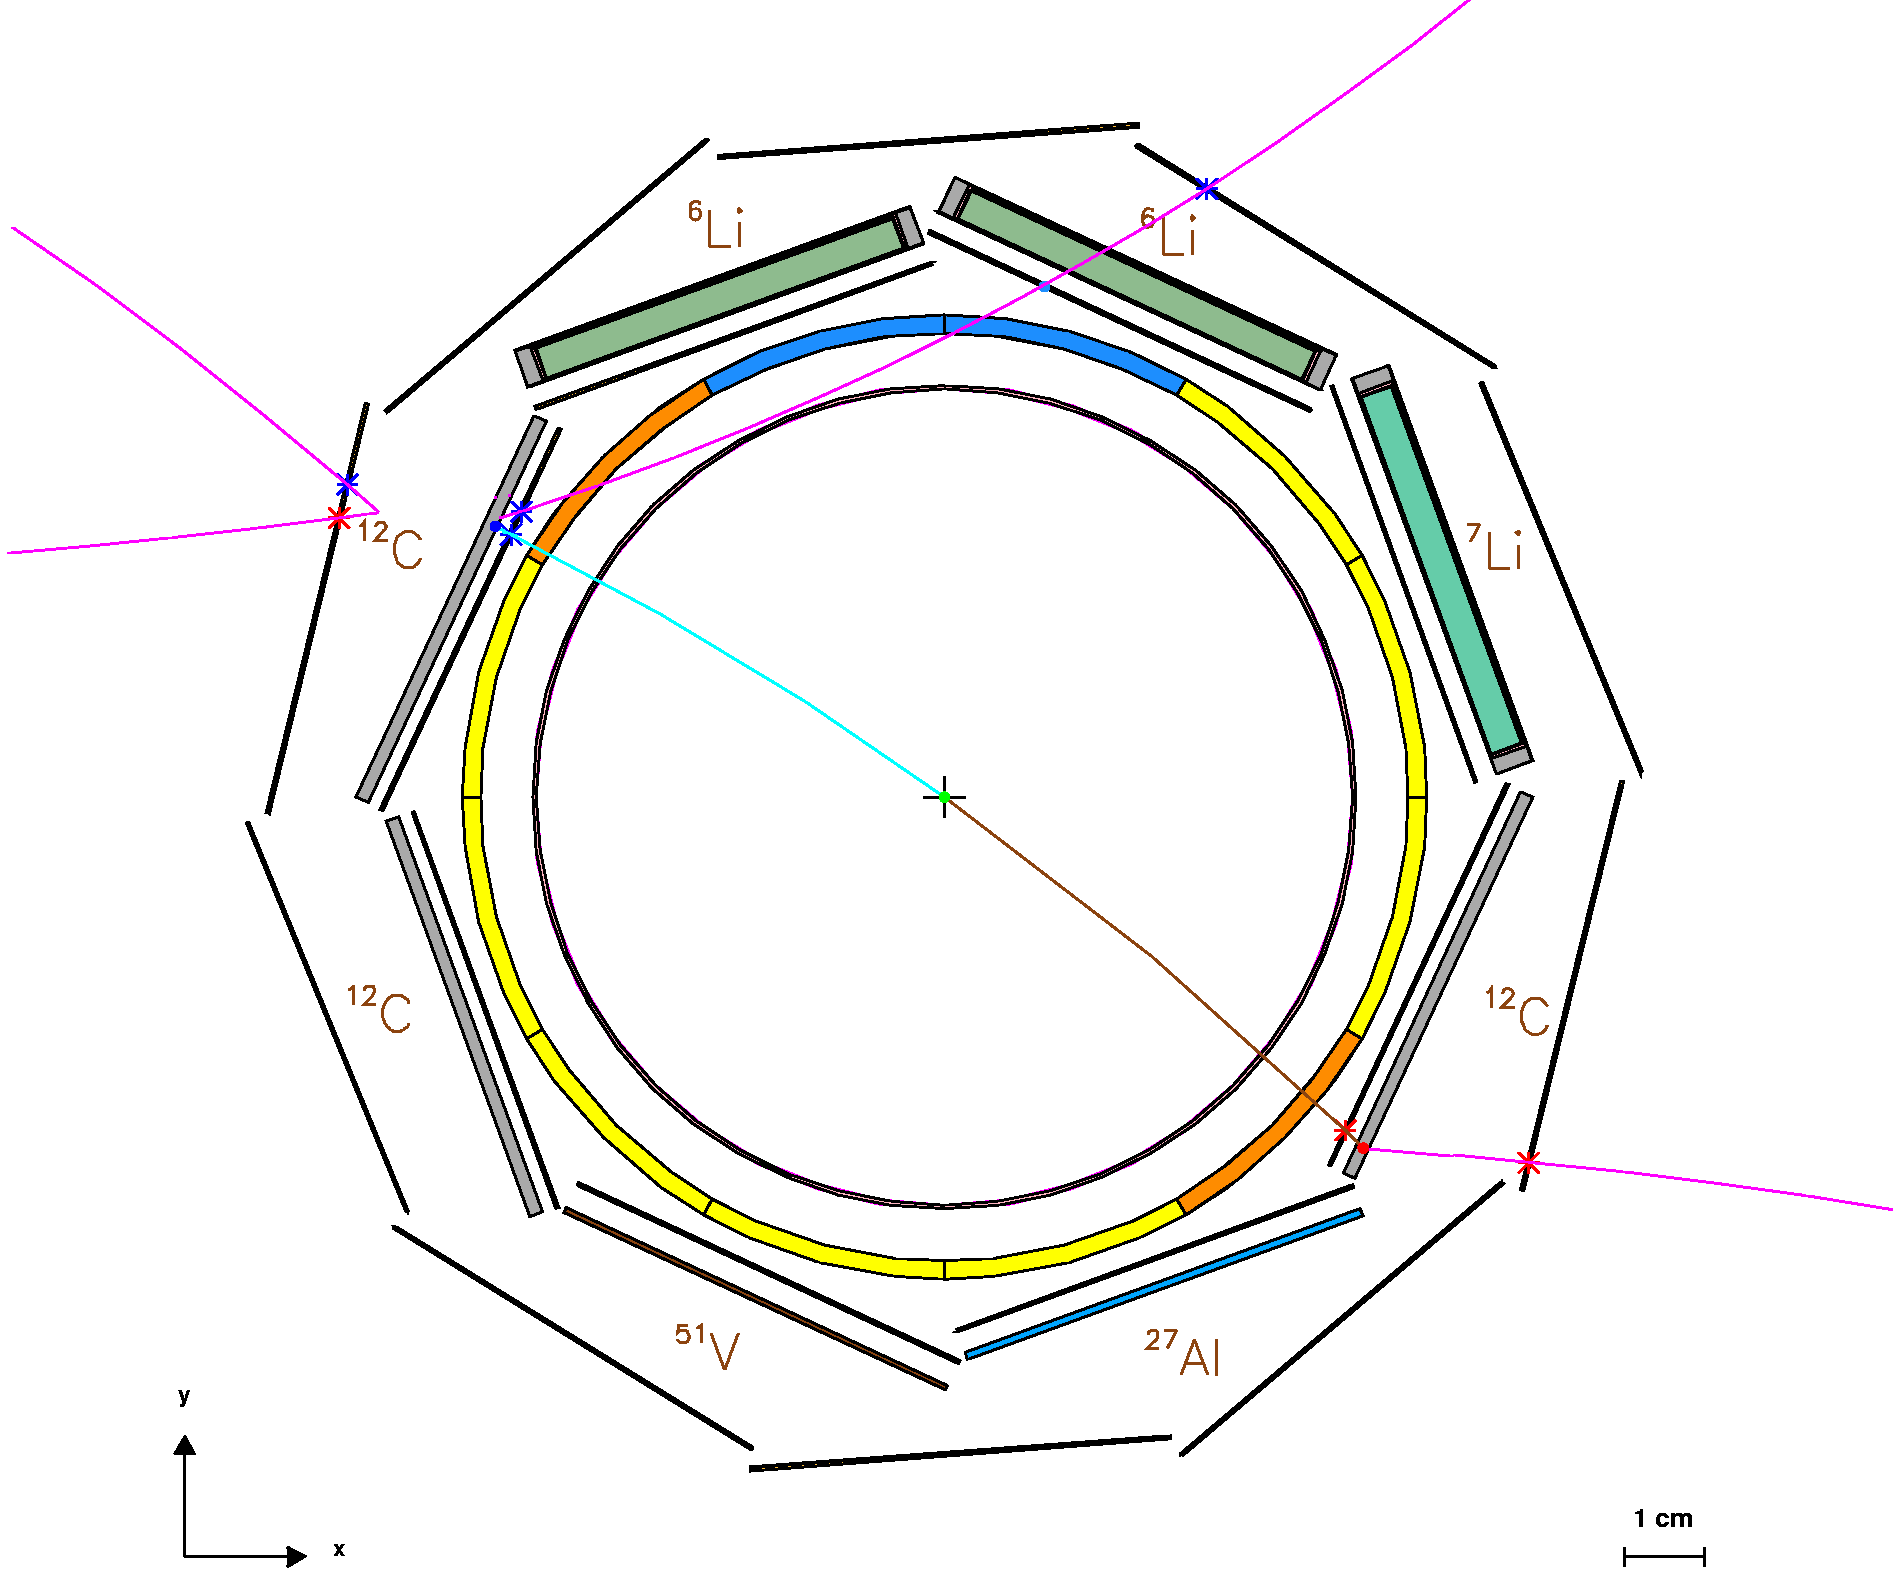 ⁶Li
⁶Li
¹²C
⁷Li
¹²C
¹²C
⁵¹V
²⁷Al
y
x
1 cm